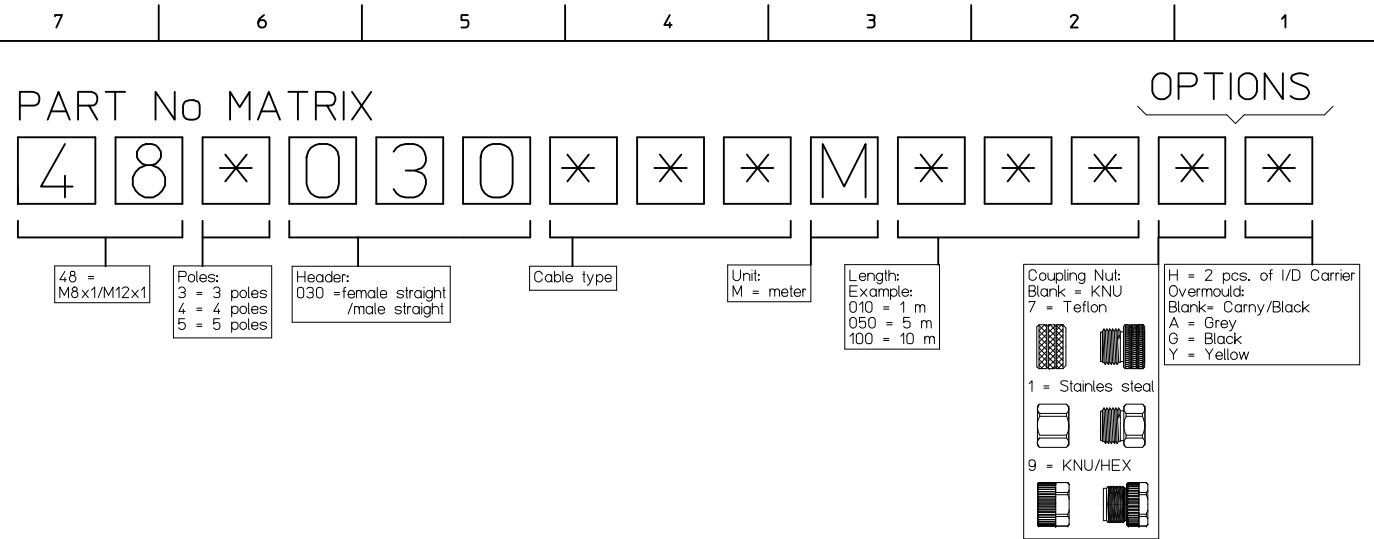 7 6 5 4 3 2 1
PART No MATRIX
OPTIONS
4 8 * 0 3 0 * * * M * * * * *
48 =
M8x1/M12x1
Poles:
3 = 3 poles
4 = 4 poles
5 = 5 poles
Header:
030 =female straight
/male straight
Cable type
Unit:
M = meter
Length:
Example:
010 = 1 m
050 = 5 m
100 = 10 m
Coupling Nut:
Blank = KNU
7 = Teflon
1 = Stainles steal
9 = KNU/HEX
H = 2 pcs. of I/D Carrier
Overmould:
Blank= Carny/Black
A = Grey
G = Black
Y = Yellow